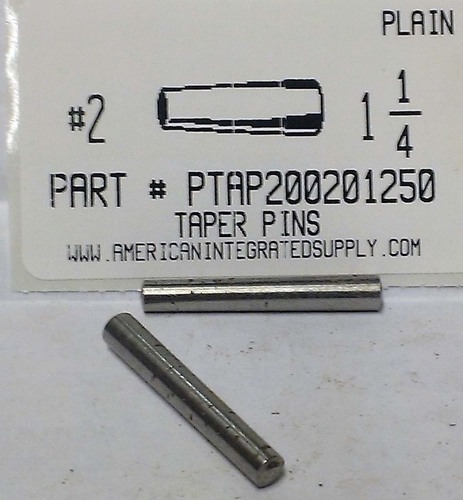 PLAIN
#2 1 1/4
PART # PTAP200201250
TAPER PINS
WWW.AMERICANINTEGRATEDSUPPLY.COM